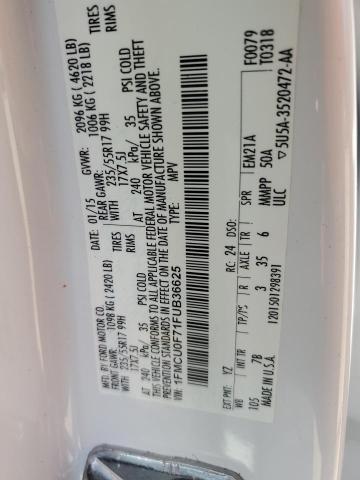 MFD. BY FORD MOTOR CO.
DATE: 01/15 GVWR: 2096 KG ( 4620 LB)
FRONT GAWR: 1098 KG (2420 LB) REAR GAWR: 1006 KG ( 2218 LB)
WITH 235/55R17 99H TIRES WITH 235/55R17 99H TIRES
17X7.5J RIMS 17X7.5J RIMS
AT 240 kPa/ 35 PSI COLD AT 240 kPa/ 35 PSI COLD
THIS VEHICLE CONFORMS TO ALL APPLICABLE FEDERAL MOTOR VEHICLE SAFETY AND THEFT
PREVENTION STANDARDS IN EFFECT ON THE DATE OF MANUFACTURE SHOWN ABOVE.
VIN: 1FMCU0F71FUB36625
TYPE: MPV
F0079
T0318
EXT PNT: YZ RC: 24 DSO:
WB INT TR TP/PS R AXLE TR SPR EM21A
105 7B 3 35 6 MMPP 50A
MADE IN U.S.A. ULC
1201501298391 5U5A-3520472-AA